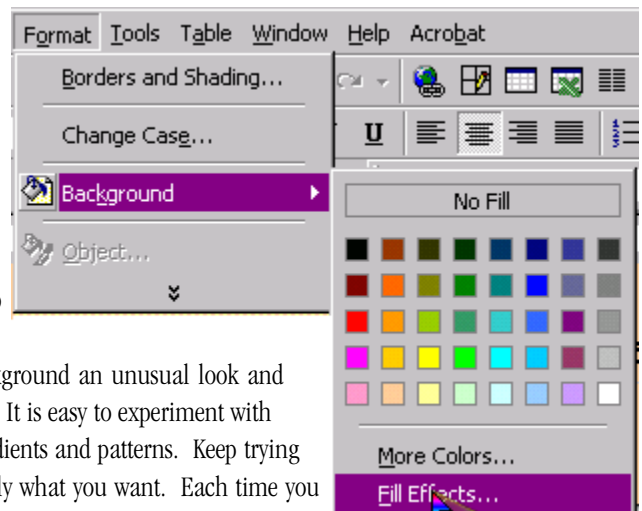 Format Tools Table Window Help Acrobat
Borders and Shading...
Change Case...
Background
Object...
U
No Fill
More Colors...
Fill Effects...
ground an unusual look and
It is easy to experiment with
dients and patterns. Keep trying
what you want. Each time you